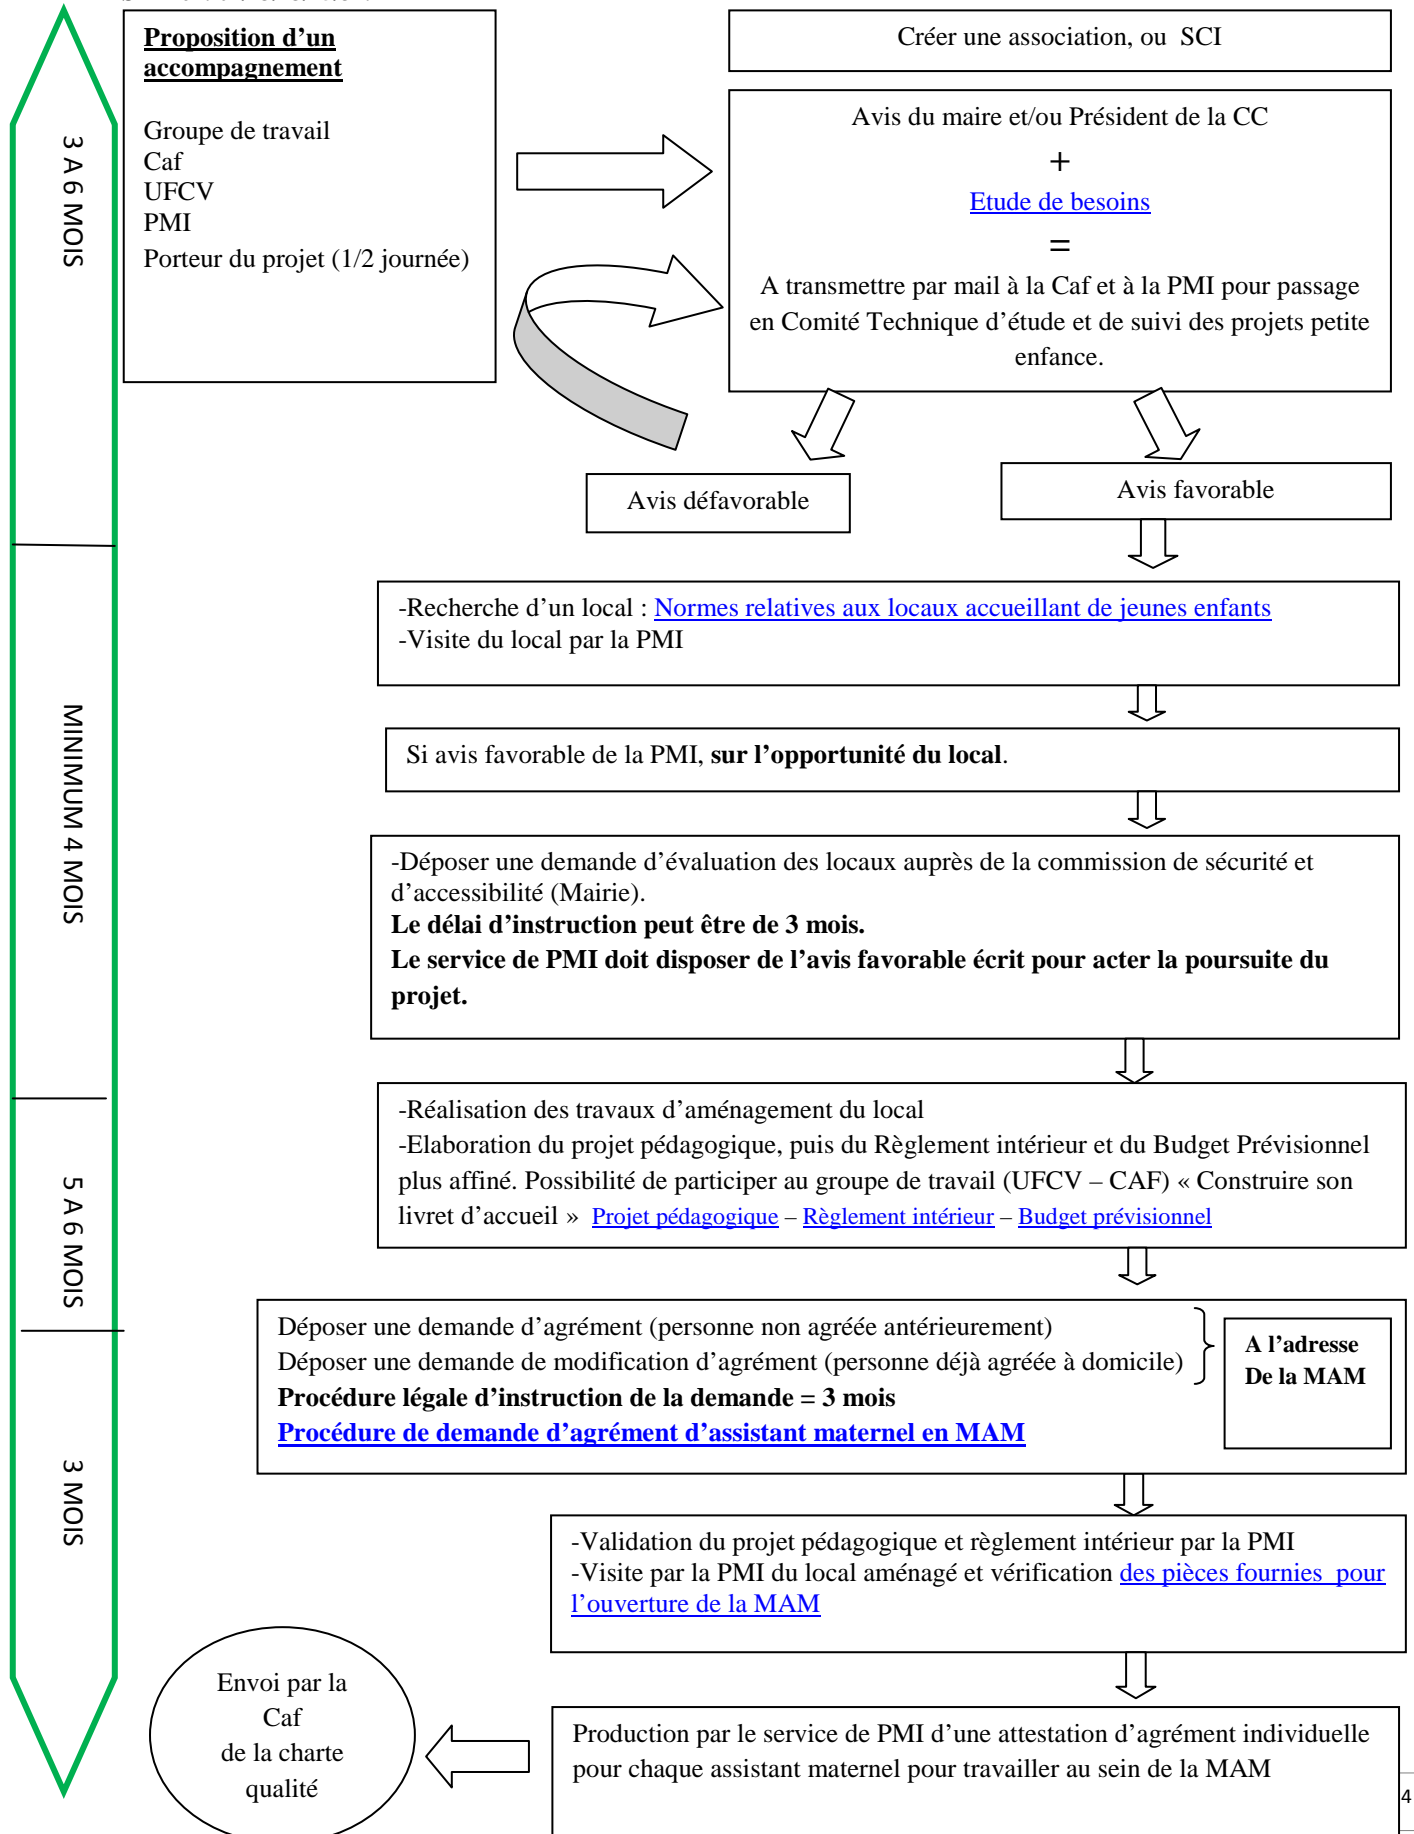 Proposition d’un
accompagnement
Groupe de travail
Caf
UFCV
PMI
Porteur du projet (1/2 journée)
Créer une association, ou  SCI
Avis du maire et/ou Président de la CC
+
Etude de besoins
=
A transmettre par mail à la Caf et à la PMI pour passage
en Comité Technique d’étude et de suivi des projets petite
enfance.
Avis défavorable
Avis favorable
3 A 6 MOIS
-Recherche d’un local : Normes relatives aux locaux accueillant de jeunes enfants
-Visite du local par la PMI
Si avis favorable de la PMI, sur l’opportunité du local.
-Déposer une demande d’évaluation des locaux auprès de la commission de sécurité et
d’accessibilité (Mairie).
Le délai d’instruction peut être de 3 mois.
Le service de PMI doit disposer de l’avis favorable écrit pour acter la poursuite du
projet.
MINIMUM 4 MOIS
-Réalisation des travaux d’aménagement du local
-Elaboration du projet pédagogique, puis du Règlement intérieur et du Budget Prévisionnel
plus affiné. Possibilité de participer au groupe de travail (UFCV – CAF) « Construire son
livret d’accueil »  Projet pédagogique – Règlement intérieur – Budget prévisionnel
5 A 6 MOIS
Déposer une demande d’agrément (personne non agréée antérieurement)
Déposer une demande de modification d’agrément (personne déjà agréée à domicile)
Procédure légale d’instruction de la demande = 3 mois
Procédure de demande d’agrément d’assistant maternel en MAM
A l’adresse
De la MAM
3 MOIS
-Validation du projet pédagogique et règlement intérieur par la PMI
-Visite par la PMI du local aménagé et vérification des pièces fournies  pour
l’ouverture de la MAM
Production par le service de PMI d’une attestation d’agrément individuelle
pour chaque assistant maternel pour travailler au sein de la MAM
Envoi par la
Caf
de la charte
qualité
4